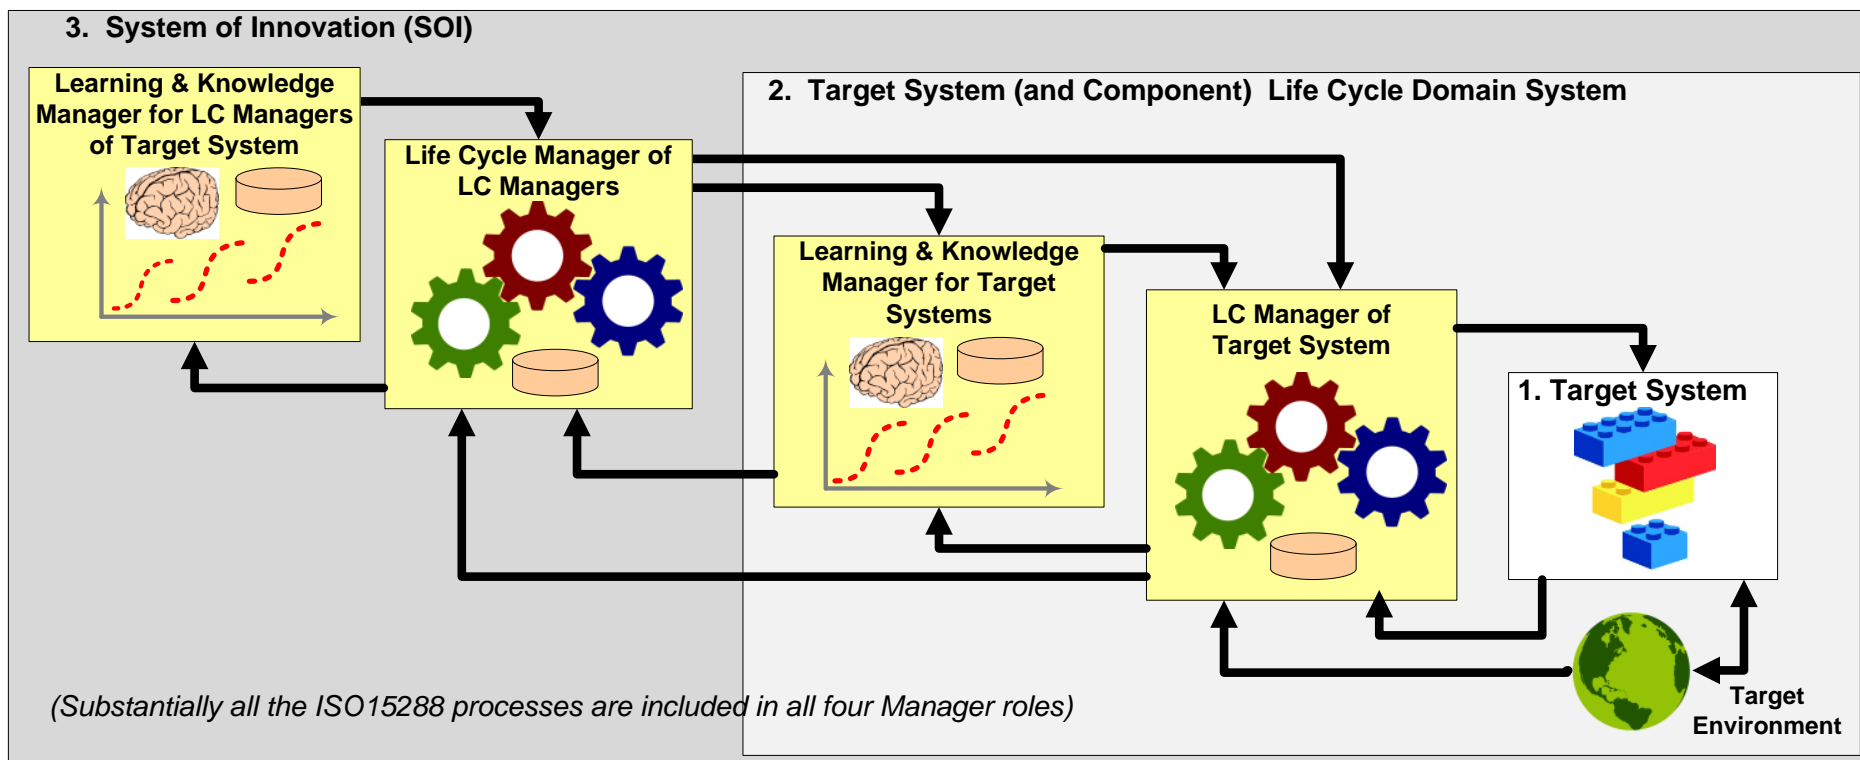 3.  System of Innovation (SOI)
Learning & Knowledge
Manager for LC Managers
of Target System
2.  Target System (and Component)  Life Cycle Domain System
Life Cycle Manager of
LC Managers
Learning & Knowledge
Manager for Target
Systems
LC Manager of
Target System
1. Target System
Target
Environment
(Substantially all the ISO15288 processes are included in all four Manager roles)